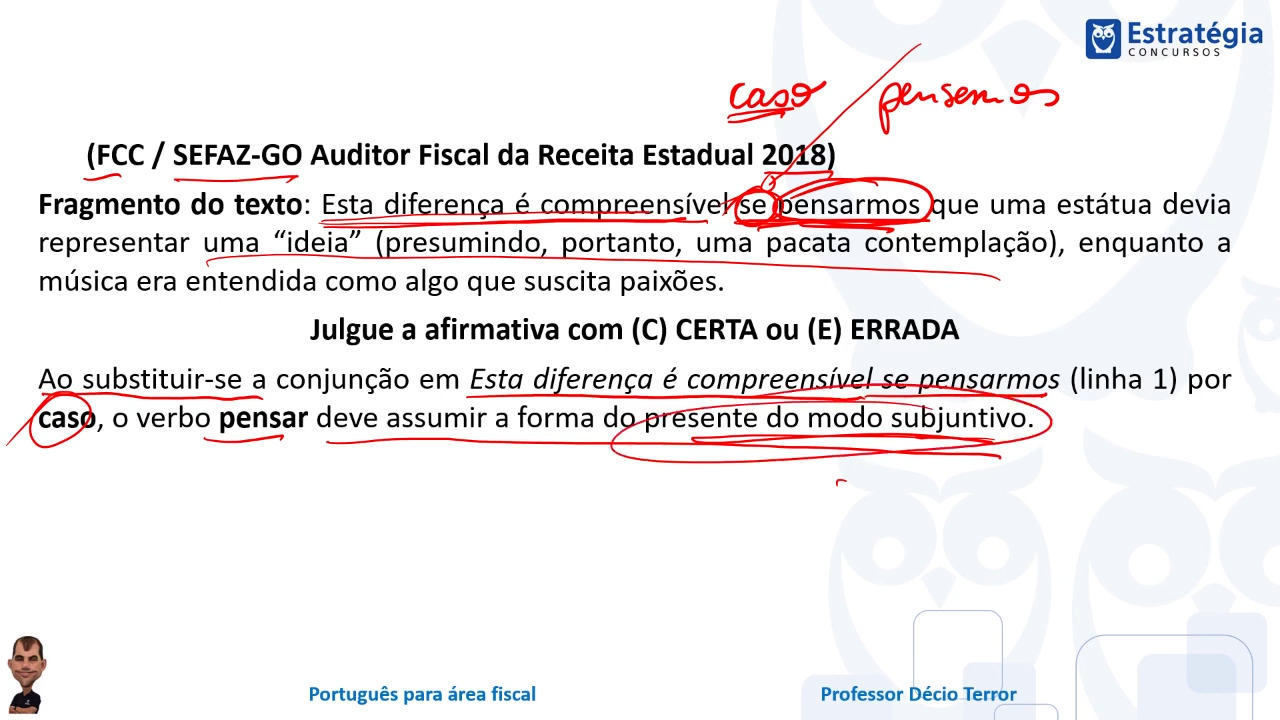 Estratégia
CONCURSOS
caso pensemos
(FCC / SEFAZ-GO Auditor Fiscal da Receita Estadual 2018)
Fragmento do texto: Esta diferença é compreensível se pensarmos que uma estátua devia
representar uma “ideia” (presumindo, portanto, uma pacata contemplação), enquanto a
música era entendida como algo que suscita paixões.
Julgue a afirmativa com (C) CERTA ou (E) ERRADA
Ao substituir-se a conjunção em Esta diferença é compreensível se pensarmos (linha 1) por
caso, o verbo pensar deve assumir a forma do presente do modo subjuntivo.
Português para área fiscal Professor Décio Terror